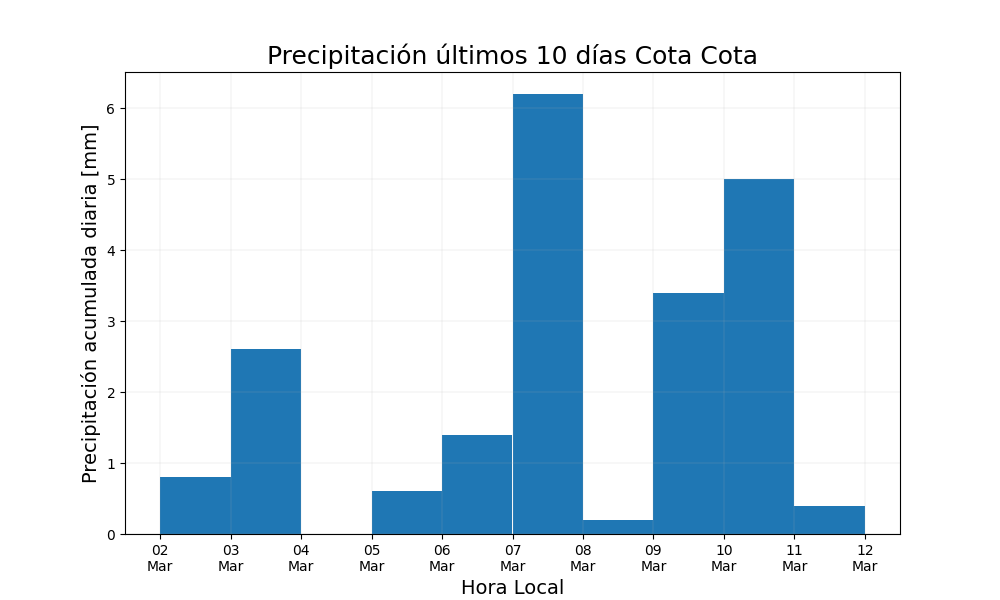 Precipitación últimos 10 días Cota Cota
Precipitación acumulada diaria [mm]
6
5
4
3
2
1
0
02 03 04 05 06 07 08 09 10 11 12
Mar Mar Mar Mar Mar Mar Mar Mar Mar Mar Mar
Hora Local